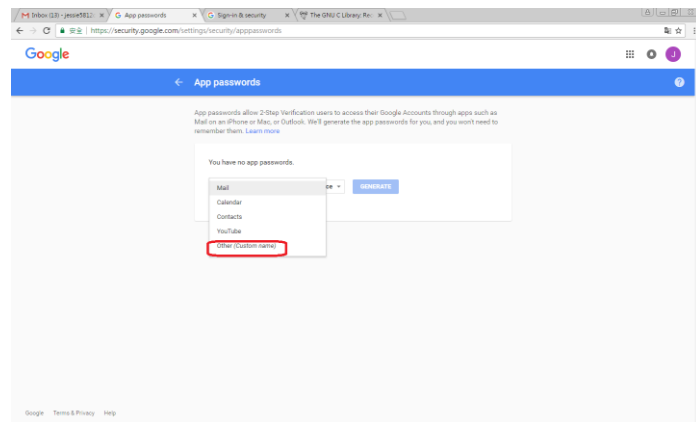 Inbox (13) - jessie581
App passwords
Sign-in & security
The GNU C Library: Re
安全 | https://security.google.com/settings/security/apppasswords
Google
J
App passwords
App passwords allow 2-Step Verification users to access their Google Accounts through apps such as
Mail on an iPhone or Mac, or Outlook. We'll generate the app passwords for you, and you won't need to
remember them. Learn more
You have no app passwords.
Mail
ce
GENERATE
Calendar
Contacts
YouTube
Other (Custom name)
Google Terms & Privacy Help